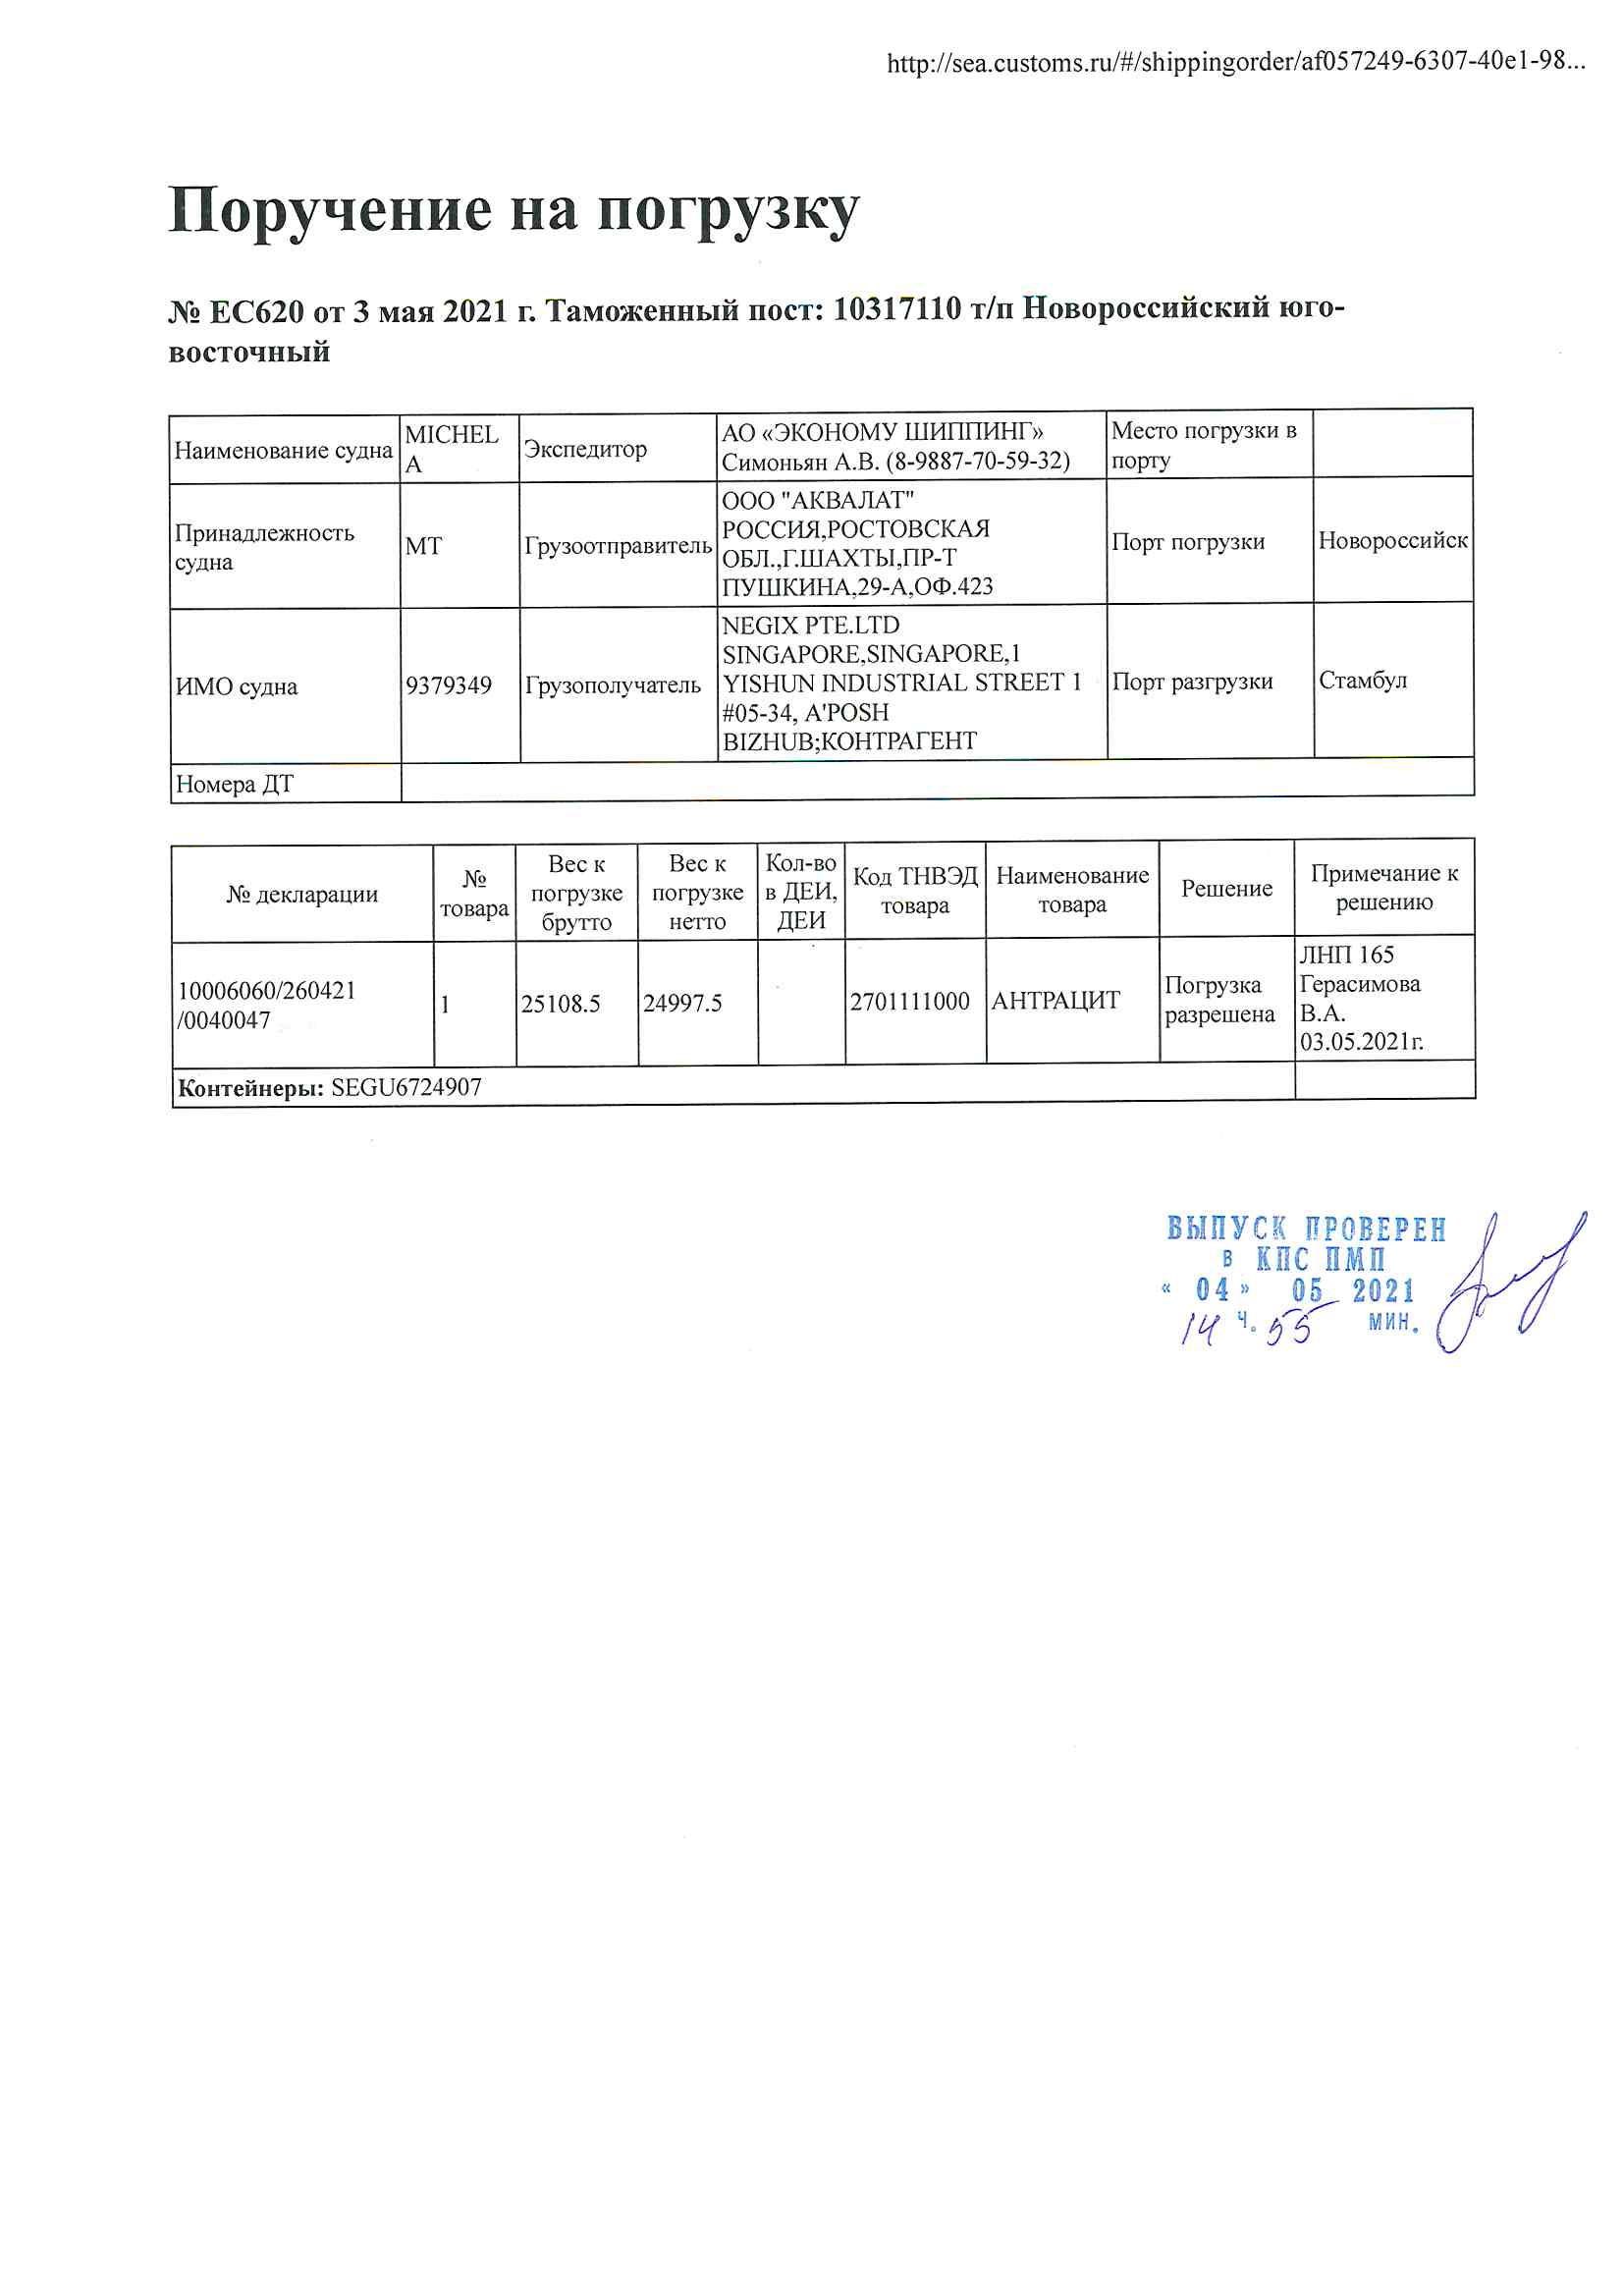 http://sea.customs.ru/#/shippingorder/af057249-6307-40e1-98...
Поручение на погрузку
№ EC620 от 3 мая 2021 г. Таможенный пост: 10317110 т/п Новороссийский юго-
восточный
Наименование судна
MICHEL
A
Экспедитор
АО «ЭКОНОМУ ШИППИНГ»
Симоньян А.В. (8-9887-70-59-32)
Место погрузки в
порту
Принадлежность
судна
MT
Грузоотправитель
ООО "АКВАЛАТ"
РОССИЯ,РОСТОВСКАЯ
ОБЛ.,Г.ШАХТЫ,ПР-Т
ПУШКИНА,29-А,ОФ.423
Порт погрузки
Новороссийск
ИМО судна
9379349
Грузополучатель
NEGIX PTE.LTD
SINGAPORE,SINGAPORE,1
YISHUN INDUSTRIAL STREET 1
#05-34, A'POSH
BIZHUB;КОНТРАГЕНТ
Порт разгрузки
Стамбул
Номера ДТ
№ декларации
№
товара
Вес к
погрузке
брутто
Вес к
погрузке
нетто
Кол-во
в ДЕИ,
ДЕИ
Код ТНВЭД
товара
Наименование
товара
Решение
Примечание к
решению
10006060/260421
/0040047
1
25108.5
24997.5
2701111000
АНТРАЦИТ
Погрузка
разрешена
ЛНП 165
Герасимова
В.А.
03.05.2021г.
Контейнеры: SEGU6724907
ВЫПУСК ПРОВЕРЕН
в КПС ПМП
« 04 » 05 2021
14 ч. 55 мин.